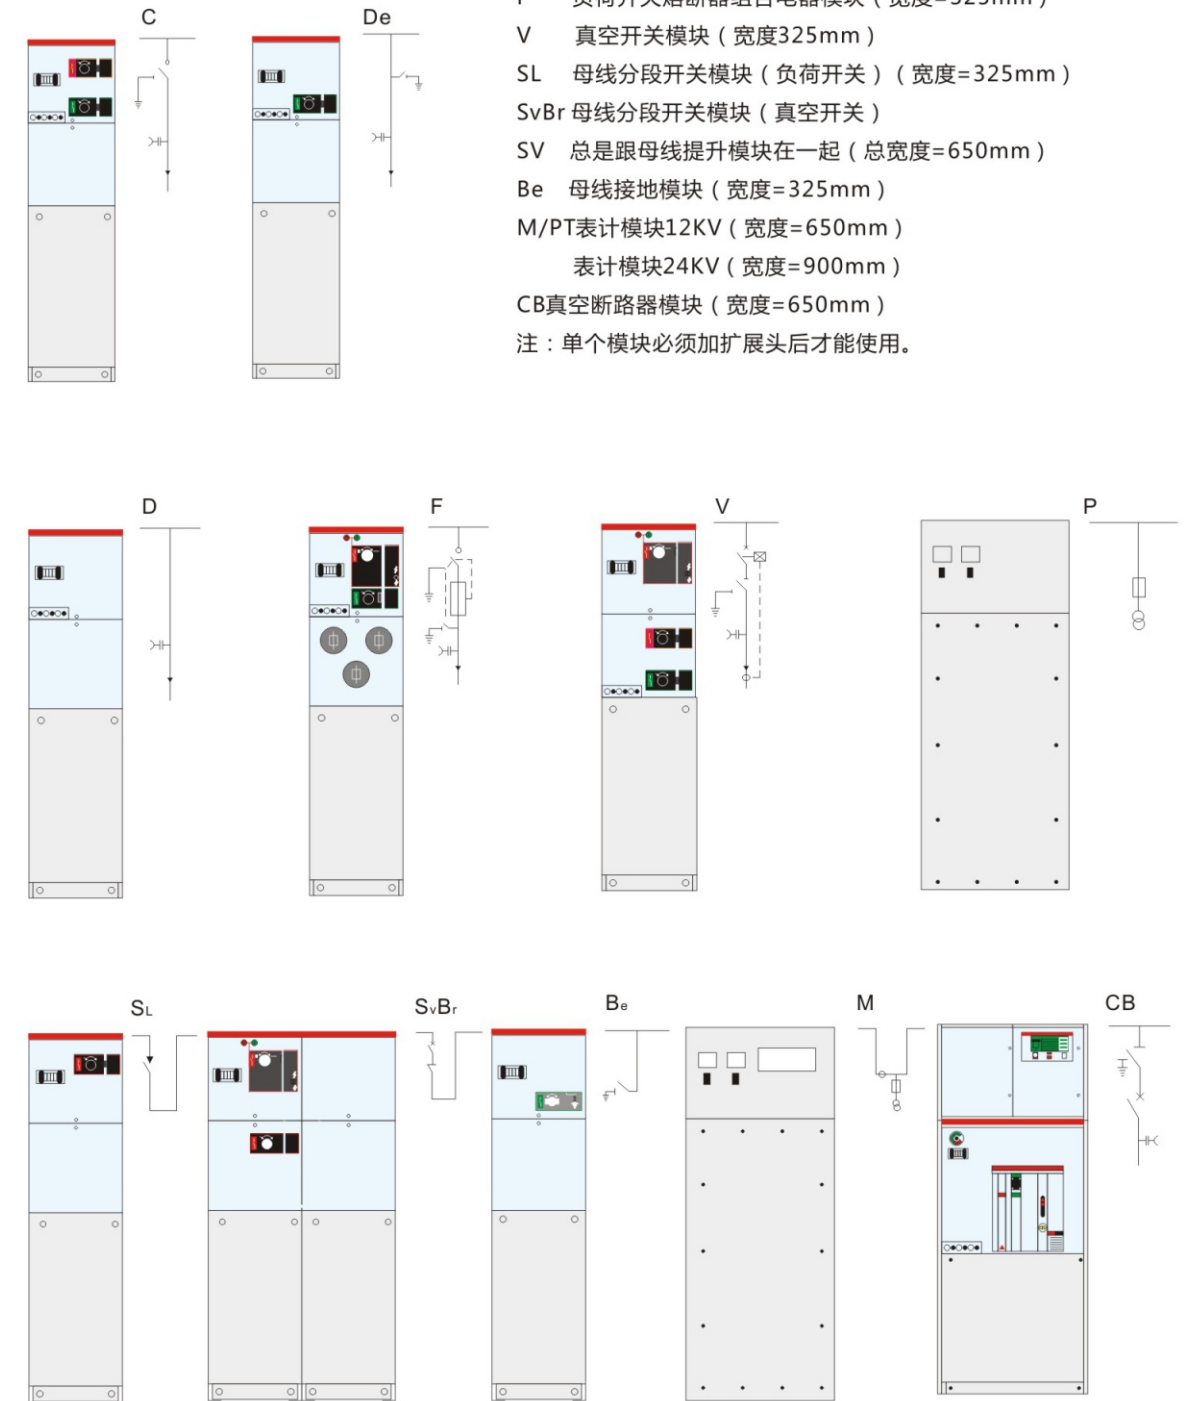 C
De
V 真空开关模块（宽度325mm）
SL 母线分段开关模块（负荷开关）（宽度=325mm）
SvBr 母线分段开关模块（真空开关）
SV 总是跟母线提升模块在一起（总宽度=650mm）
Be 母线接地模块（宽度=325mm）
M/PT表计模块12KV（宽度=650mm）
表计模块24KV（宽度=900mm）
CB真空断路器模块（宽度=650mm）
注：单个模块必须加扩展头后才能使用。
D
F
V
P
SL
SvBr
Be
M
CB